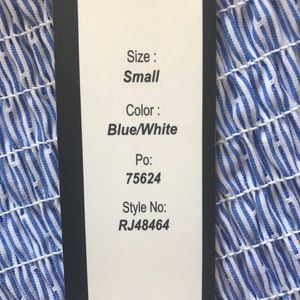 Size :
Small
Color :
Blue/White
Po:
75624
Style No:
RJ48464